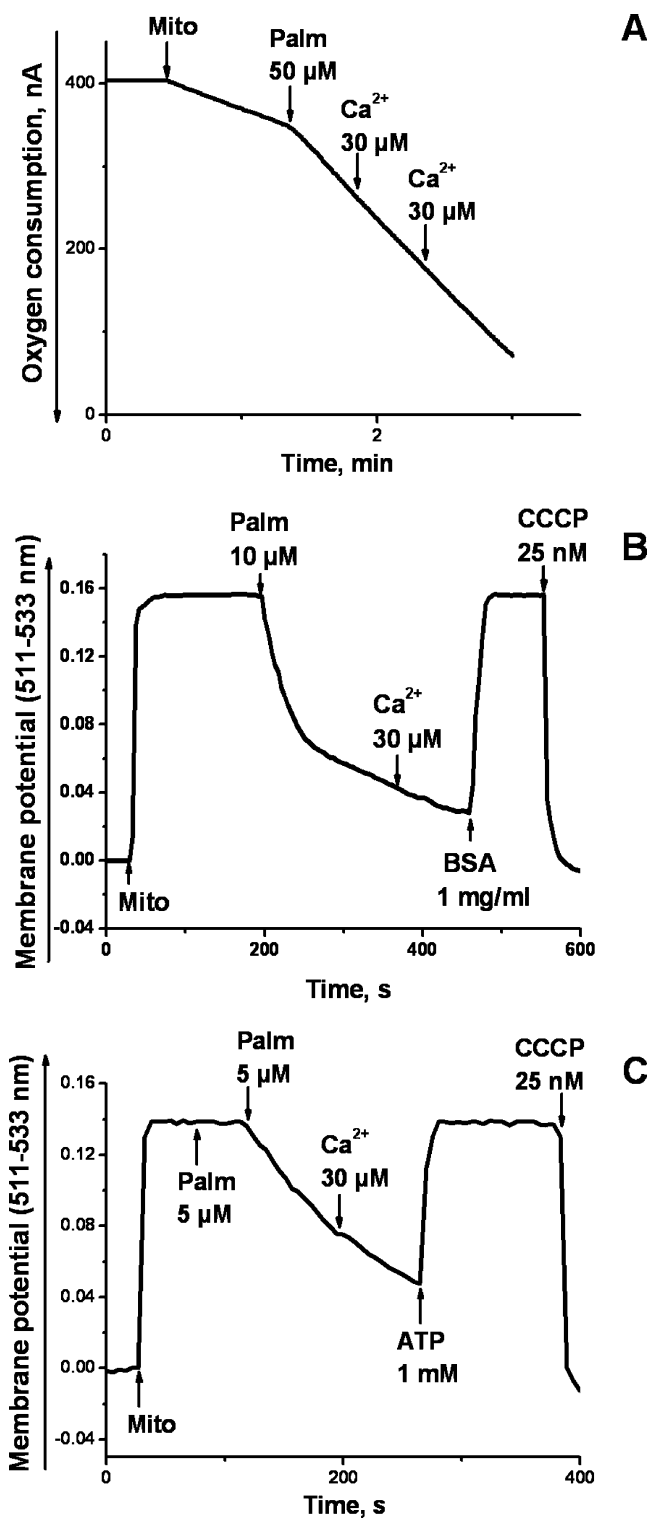 A
Mito
Palm
50 µM
Ca2+
30 µM
Ca2+
30 µM
Oxygen consumption, nA
400
200
0
0
2
Time, min
B
Palm
10 µM
CCCP
25 nM
Ca2+
30 µM
BSA
1 mg/ml
Mito
Membrane potential (511-533 nm)
0.16
0.12
0.08
0.04
0.00
-0.04
0
200
400
600
Time, s
C
Palm
5 µM
CCCP
25 nM
Ca2+
30 µM
Palm
5 µM
ATP
1 mM
Mito
Membrane potential (511-533 nm)
0.16
0.12
0.08
0.04
0.00
-0.04
0
200
400
Time, s